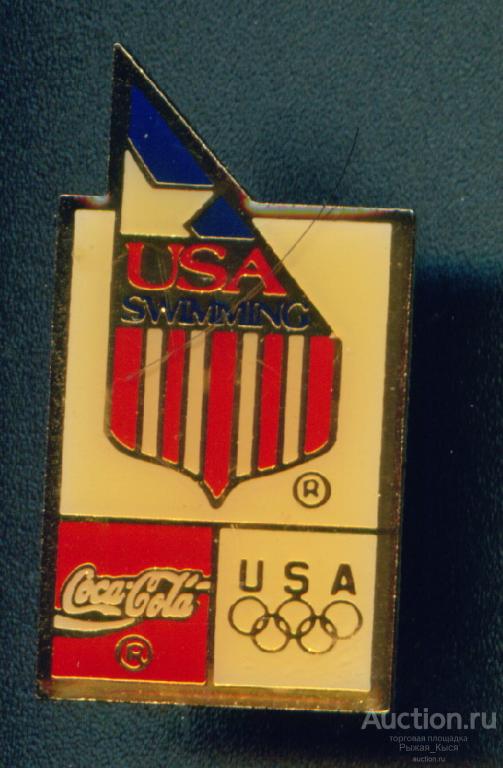 USA
SWIMMING
®
Coca-Cola
®
USA
Auction.ru
торговая площадка
Рыжая_Кыся
auction.ru